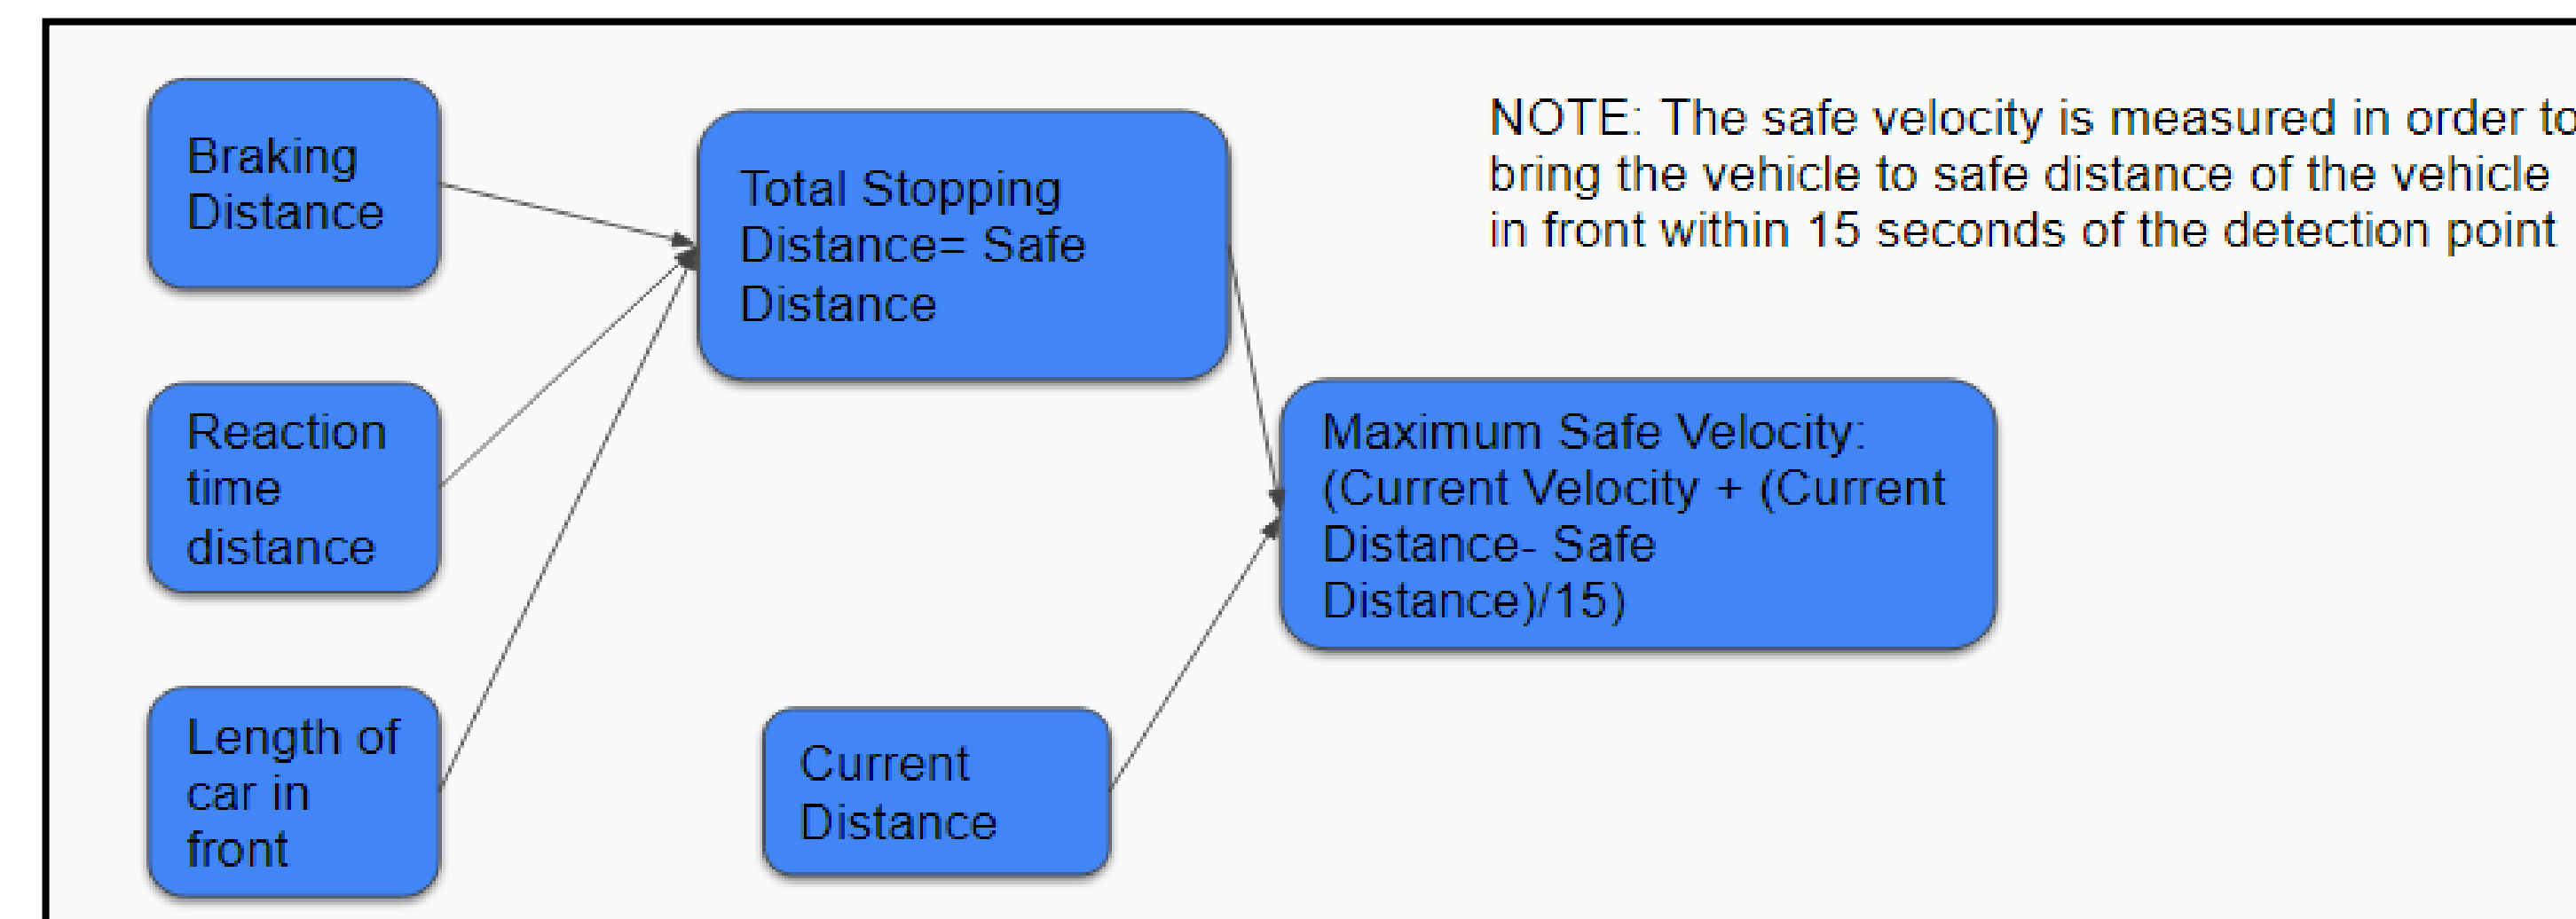 Braking
Distance
Reaction
time
distance
Length of
car in
front
Total Stopping
Distance= Safe
Distance
Current
Distance
NOTE: The safe velocity is measured in order to
bring the vehicle to safe distance of the vehicle
in front within 15 seconds of the detection point
Maximum Safe Velocity:
(Current Velocity + (Current
Distance- Safe
Distance)/15)